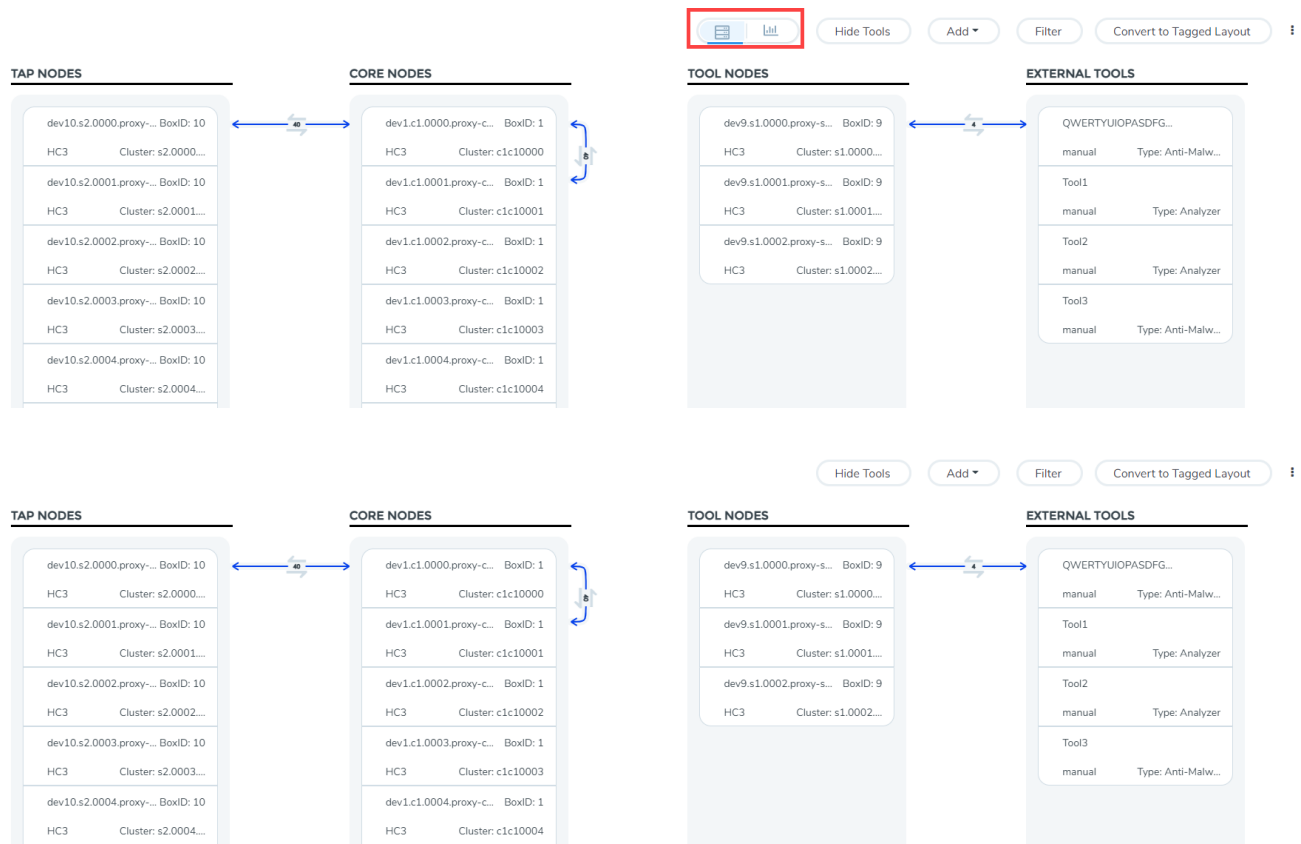 Hide Tools Add Filter Convert to Tagged Layout
TAP NODES CORE NODES TOOL NODES EXTERNAL TOOLS
dev10.s2.0000.proxy-... BoxID: 10 40 dev1.c1.0000.proxy-c... BoxID: 1 dev9.s1.0000.proxy-s... BoxID: 9 4 QWERTYUIOPASDFG...
HC3 Cluster: s2.0000.... HC3 Cluster: c1c10000 HC3 Cluster: s1.0000.... manual Type: Anti-Malw...
dev10.s2.0001.proxy-... BoxID: 10 dev1.c1.0001.proxy-c... BoxID: 1 dev9.s1.0001.proxy-s... BoxID: 9 Tool1
HC3 Cluster: s2.0001.... HC3 Cluster: c1c10001 HC3 Cluster: s1.0001.... manual Type: Analyzer
dev10.s2.0002.proxy-... BoxID: 10 dev1.c1.0002.proxy-c... BoxID: 1 dev9.s1.0002.proxy-s... BoxID: 9 Tool2
HC3 Cluster: s2.0002.... HC3 Cluster: c1c10002 HC3 Cluster: s1.0002.... manual Type: Analyzer
dev10.s2.0003.proxy-... BoxID: 10 dev1.c1.0003.proxy-c... BoxID: 1 Tool3
HC3 Cluster: s2.0003.... HC3 Cluster: c1c10003 manual Type: Anti-Malw...
dev10.s2.0004.proxy-... BoxID: 10 dev1.c1.0004.proxy-c... BoxID: 1
HC3 Cluster: s2.0004.... HC3 Cluster: c1c10004
Hide Tools Add Filter Convert to Tagged Layout
TAP NODES CORE NODES TOOL NODES EXTERNAL TOOLS
dev10.s2.0000.proxy-... BoxID: 10 40 dev1.c1.0000.proxy-c... BoxID: 1 dev9.s1.0000.proxy-s... BoxID: 9 4 QWERTYUIOPASDFG...
HC3 Cluster: s2.0000.... HC3 Cluster: c1c10000 HC3 Cluster: s1.0000.... manual Type: Anti-Malw...
dev10.s2.0001.proxy-... BoxID: 10 dev1.c1.0001.proxy-c... BoxID: 1 dev9.s1.0001.proxy-s... BoxID: 9 Tool1
HC3 Cluster: s2.0001.... HC3 Cluster: c1c10001 HC3 Cluster: s1.0001.... manual Type: Analyzer
dev10.s2.0002.proxy-... BoxID: 10 dev1.c1.0002.proxy-c... BoxID: 1 dev9.s1.0002.proxy-s... BoxID: 9 Tool2
HC3 Cluster: s2.0002.... HC3 Cluster: c1c10002 HC3 Cluster: s1.0002.... manual Type: Analyzer
dev10.s2.0003.proxy-... BoxID: 10 dev1.c1.0003.proxy-c... BoxID: 1 Tool3
HC3 Cluster: s2.0003.... HC3 Cluster: c1c10003 manual Type: Anti-Malw...
dev10.s2.0004.proxy-... BoxID: 10 dev1.c1.0004.proxy-c... BoxID: 1
HC3 Cluster: s2.0004.... HC3 Cluster: c1c10004